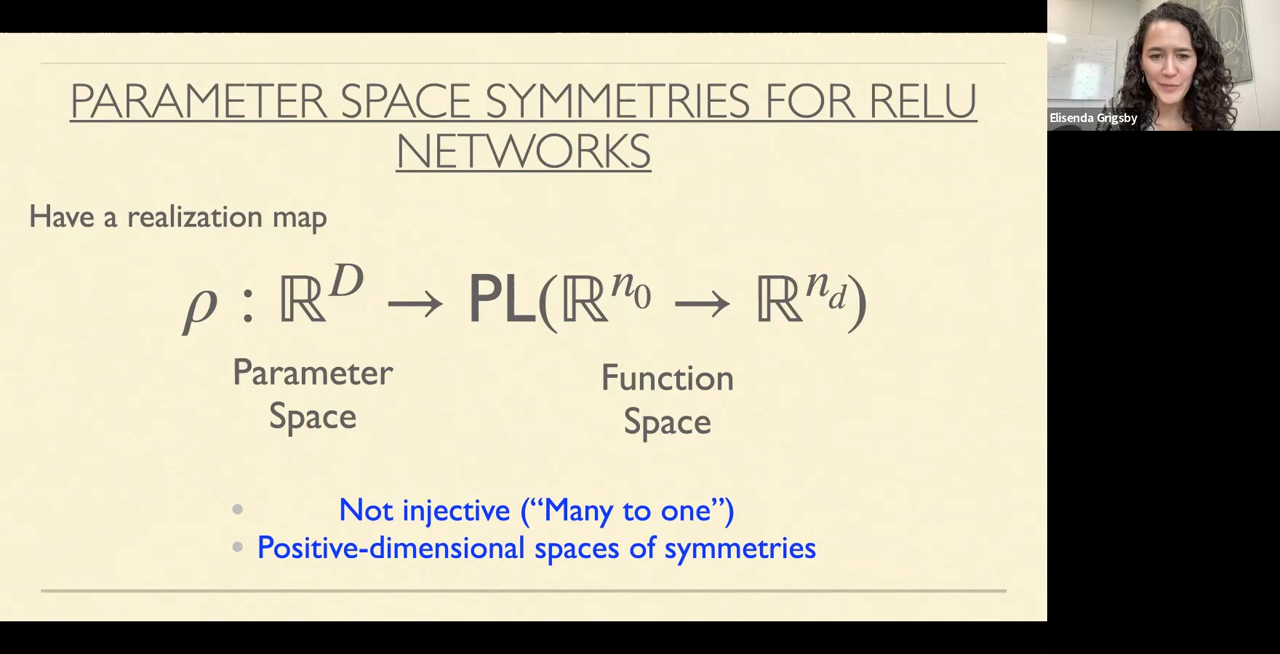 PARAMETER SPACE SYMMETRIES FOR RELU
NETWORKS
Have a realization map
ρ : ℝ^D → PL(ℝ^{n_0} → ℝ^{n_d})
Parameter
Space
Function
Space
• Not injective (“Many to one”)
• Positive-dimensional spaces of symmetries
Elisenda Grigsby